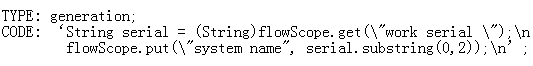 TYPE: generation;
CODE: ‘String serial = (String)flowScope.get(\"work serial \");\n
flowScope.put(\"system name", serial.substring(0,2));\n’ ;